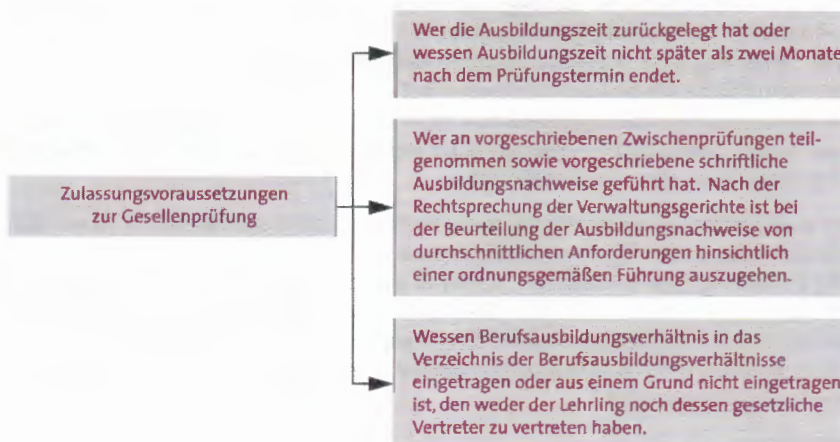 Wer die Ausbildungszeit zurückgelegt hat oder
wessen Ausbildungszeit nicht später als zwei Monate
nach dem Prüfungstermin endet.
Zulassungsvoraussetzungen
zur Gesellenprüfung
Wer an vorgeschriebenen Zwischenprüfungen teil-
genommen sowie vorgeschriebene schriftliche
Ausbildungsnachweise geführt hat. Nach der
Rechtsprechung der Verwaltungsgerichte ist bei
der Beurteilung der Ausbildungsnachweise von
durchschnittlichen Anforderungen hinsichtlich
einer ordnungsgemäßen Führung auszugehen.
Wessen Berufsausbildungsverhältnis in das
Verzeichnis der Berufsausbildungsverhältnisse
eingetragen oder aus einem Grund nicht eingetragen
ist, den weder der Lehrling noch dessen gesetzliche
Vertreter zu vertreten haben.